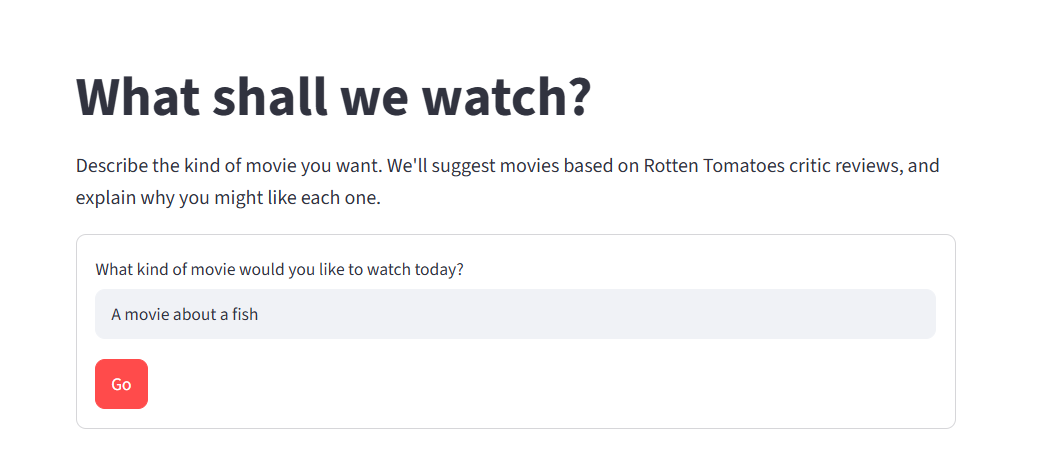 What shall we watch?
Describe the kind of movie you want. We'll suggest movies based on Rotten Tomatoes critic reviews, and
explain why you might like each one.
What kind of movie would you like to watch today?
A movie about a fish
Go